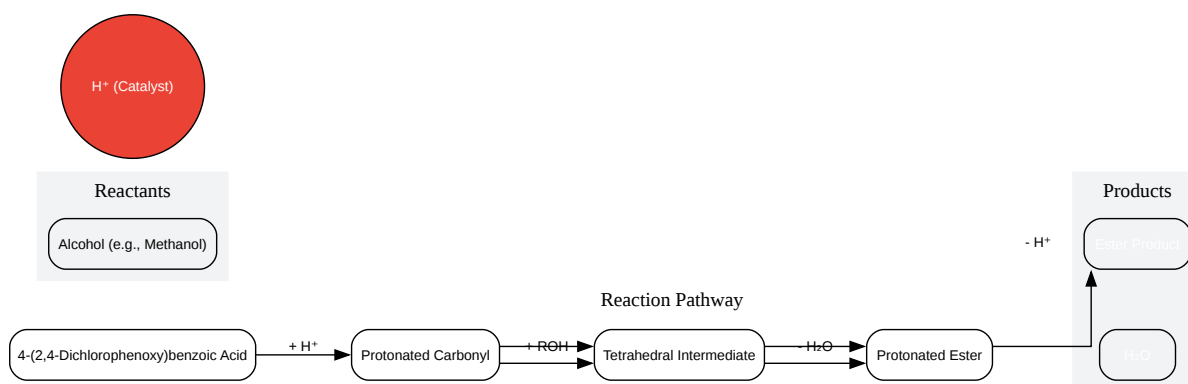 H⁺ (Catalyst)
Reactants
Products
Alcohol (e.g., Methanol)
- H⁺
Ester Product
Reaction Pathway
4-(2,4-Dichlorophenoxy)benzoic Acid
+ H⁺
Protonated Carbonyl
+ ROH
Tetrahedral Intermediate
- H₂O
Protonated Ester
H₂O